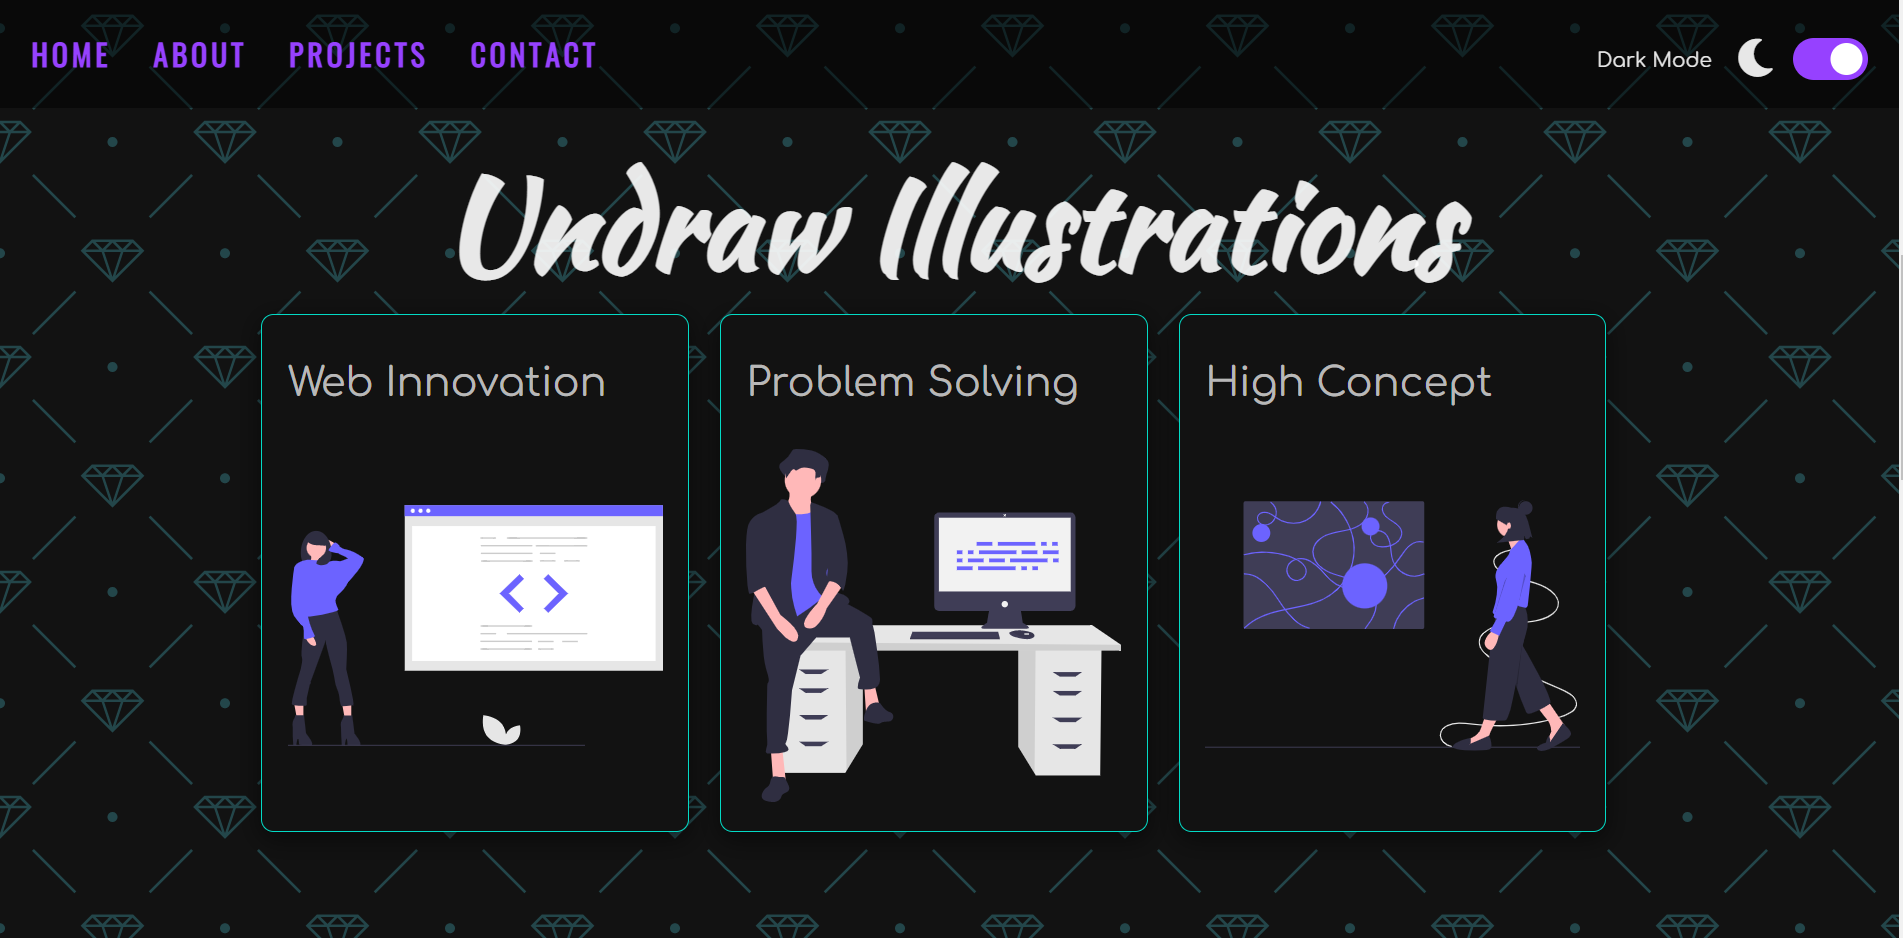 HOME ABOUT PROJECTS CONTACT Dark Mode
Undraw Illustrations
Web Innovation
Problem Solving
High Concept